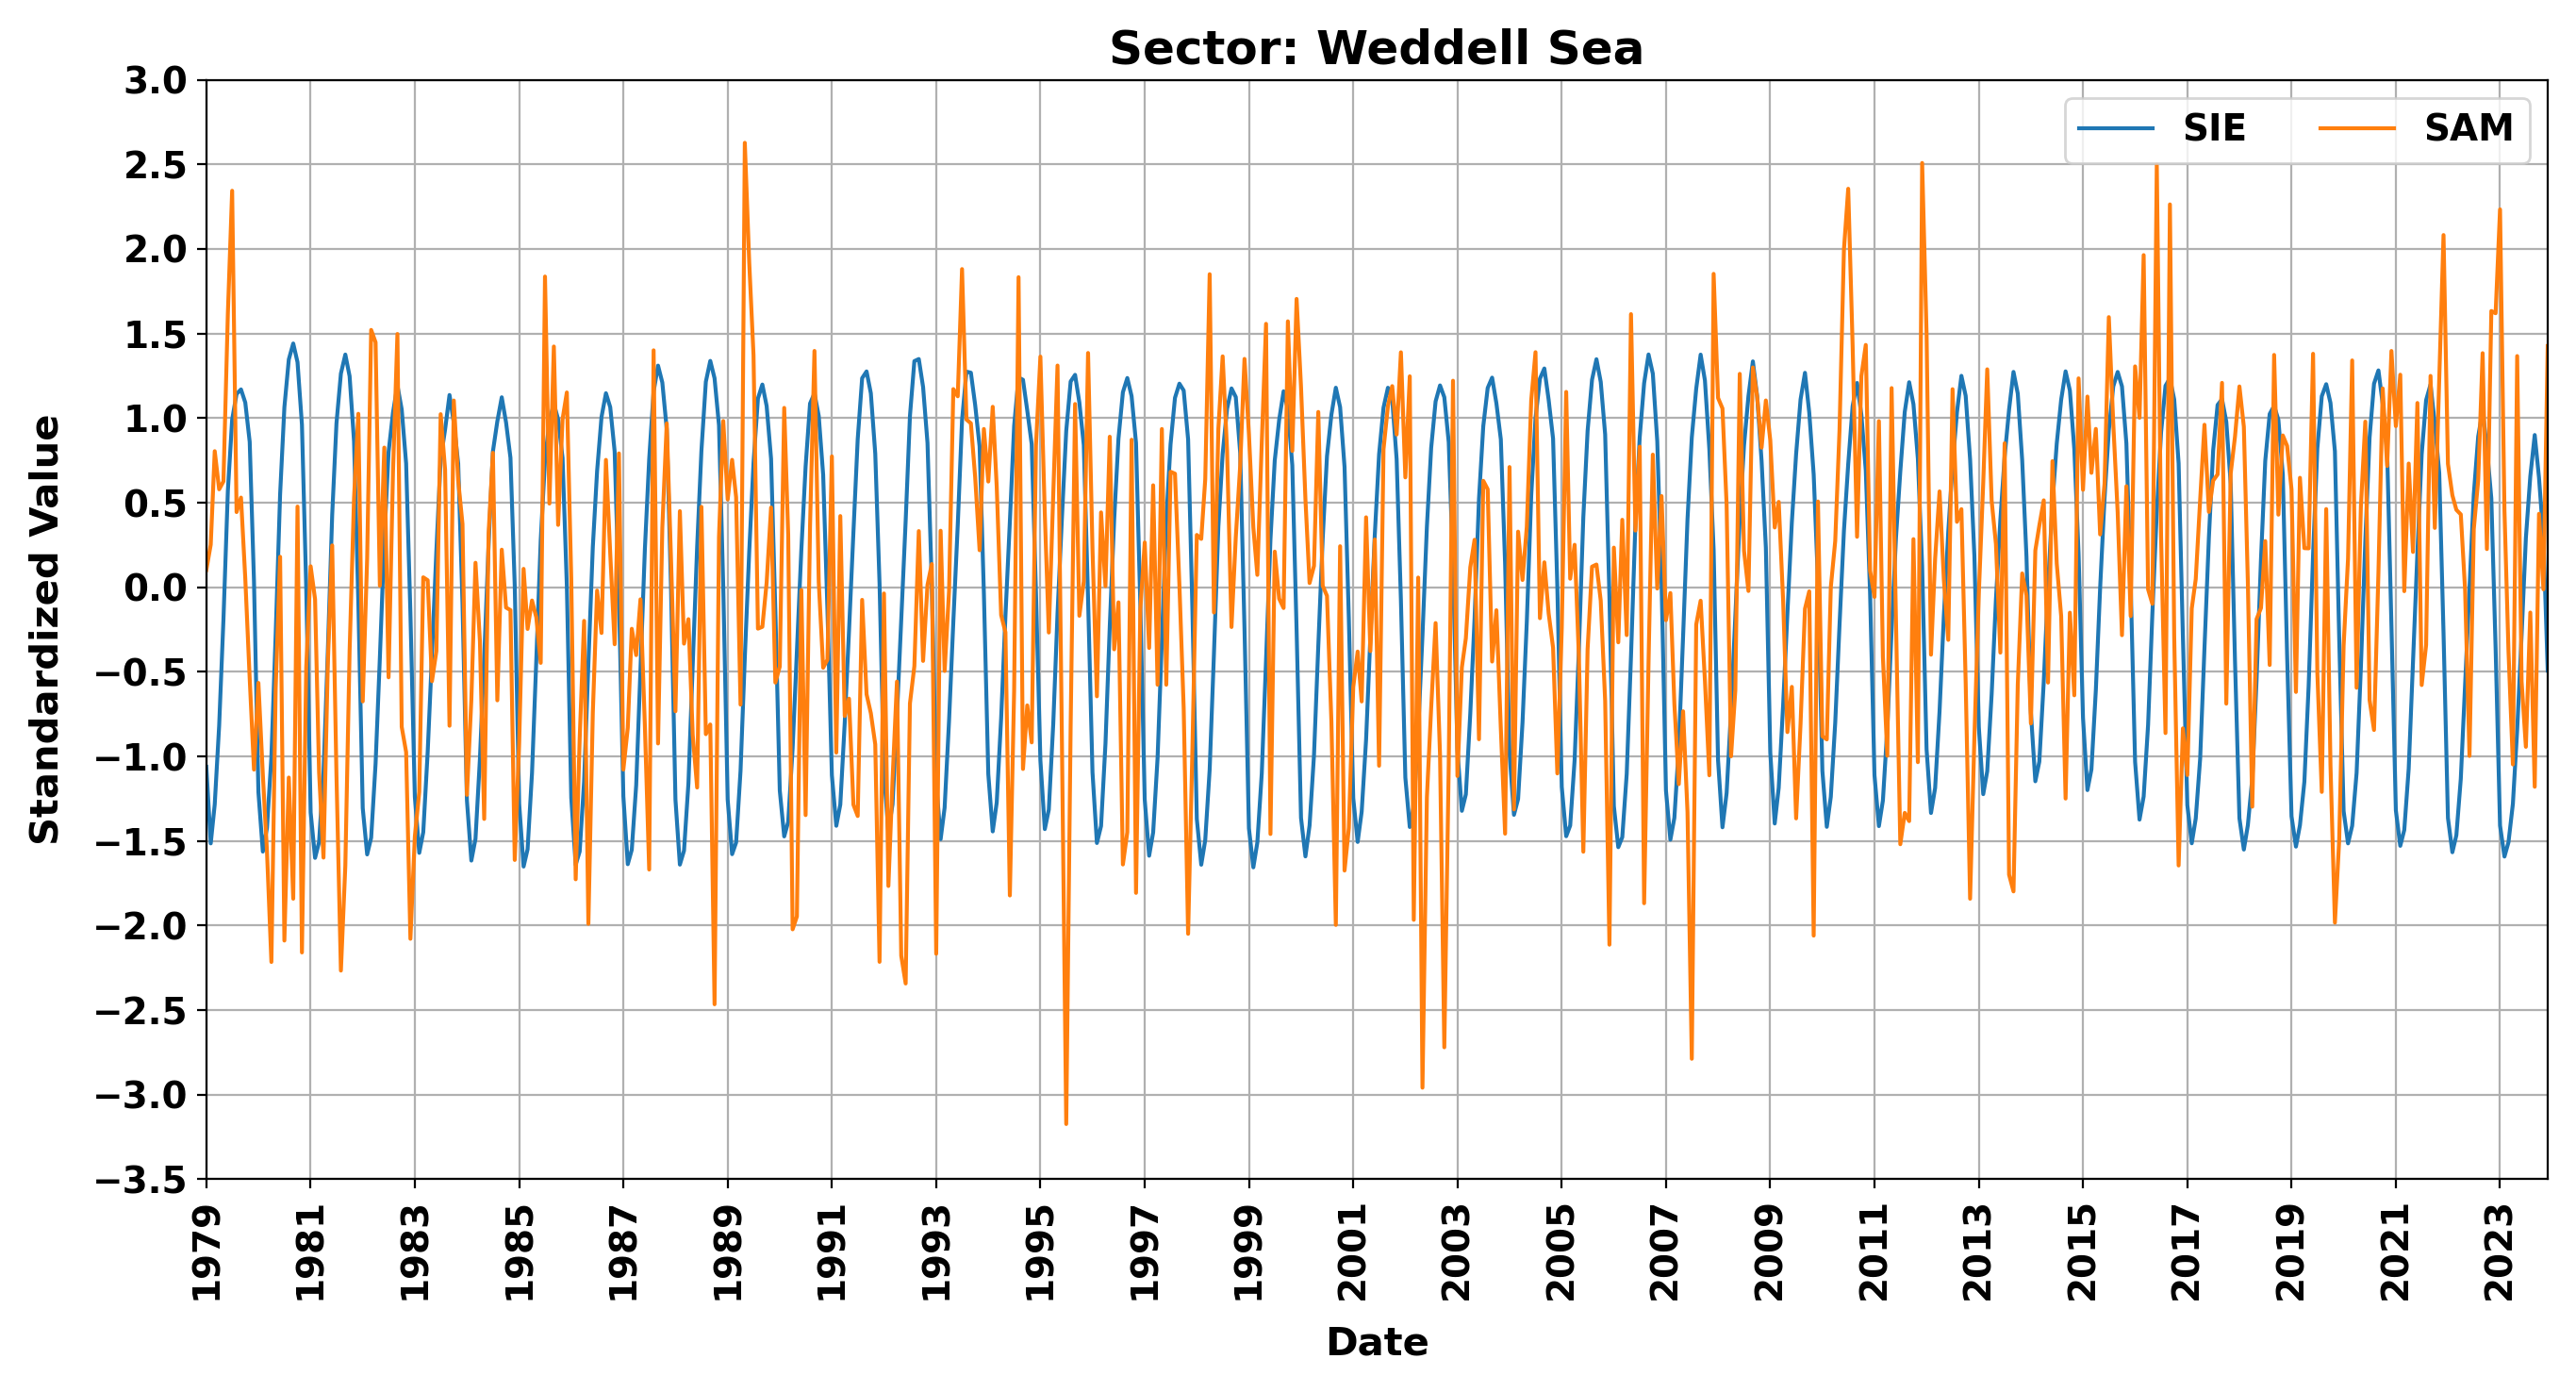 Sector: Weddell Sea
SIE SAM
Standardized Value
3.0
2.5
2.0
1.5
1.0
0.5
0.0
−0.5
−1.0
−1.5
−2.0
−2.5
−3.0
−3.5
1979 1981 1983 1985 1987 1989 1991 1993 1995 1997 1999 2001 2003 2005 2007 2009 2011 2013 2015 2017 2019 2021 2023
Date